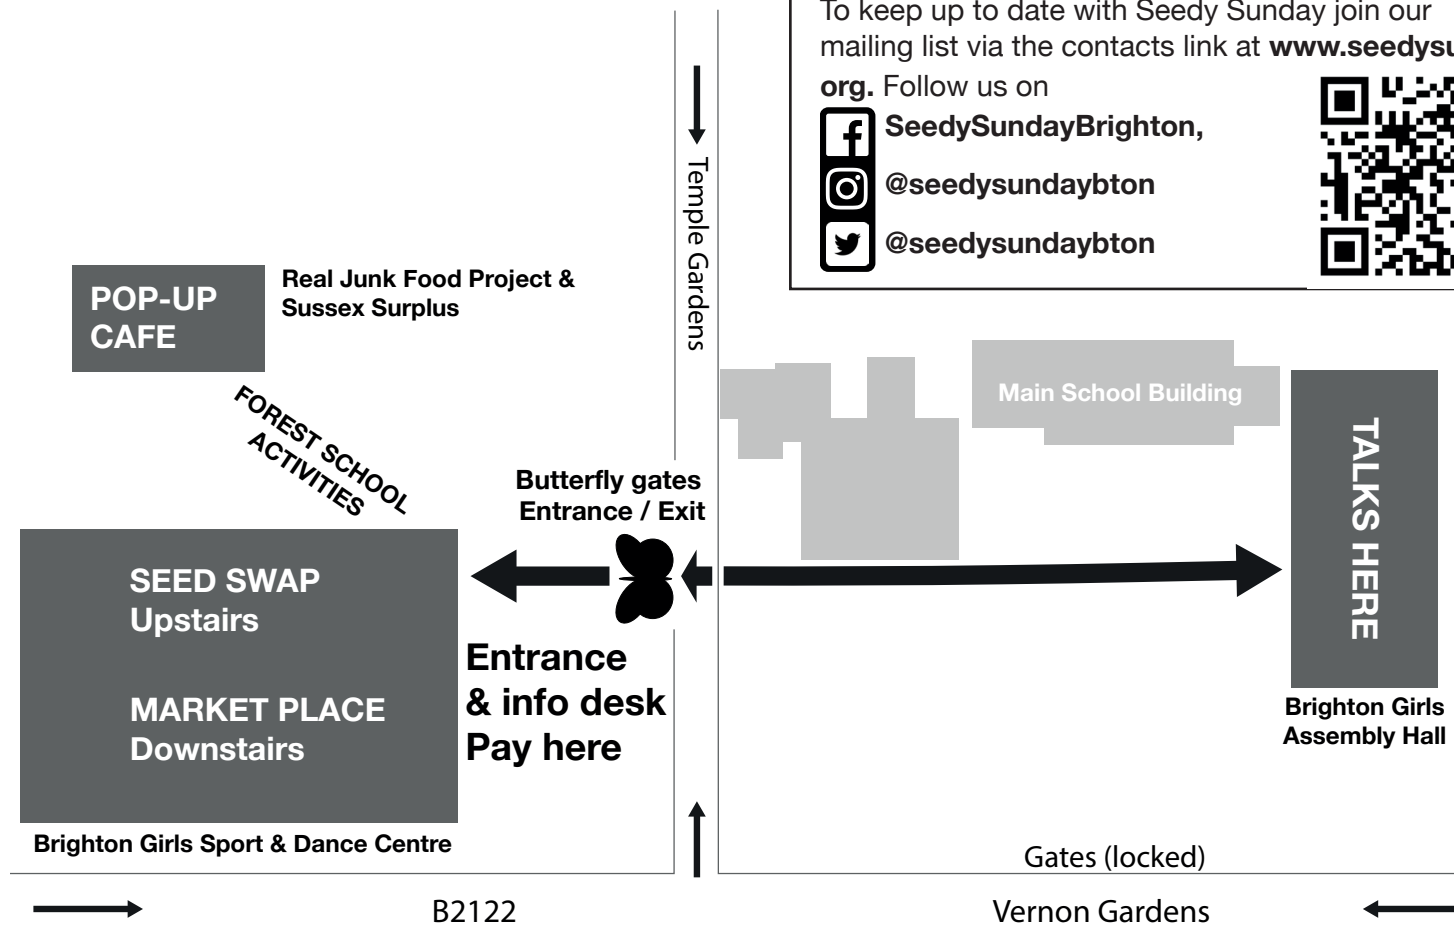 To keep up to date with Seedy Sunday join our
mailing list via the contacts link at
org. Follow us on
SeedySundayBrighton,
@seedysundaybton
@seedysundaybton
Temple Gardens
POP-UP
CAFE
Real Junk Food Project &
Sussex Surplus
FOREST SCHOOL
ACTIVITIES
Main School Building
TALKS HERE
Butterfly gates
Entrance / Exit
SEED SWAP
Upstairs
MARKET PLACE
Downstairs
Entrance
& info desk
Pay here
Brighton Girls
Assembly Hall
Brighton Girls Sport & Dance Centre
Gates (locked)
B2122
Vernon Gardens